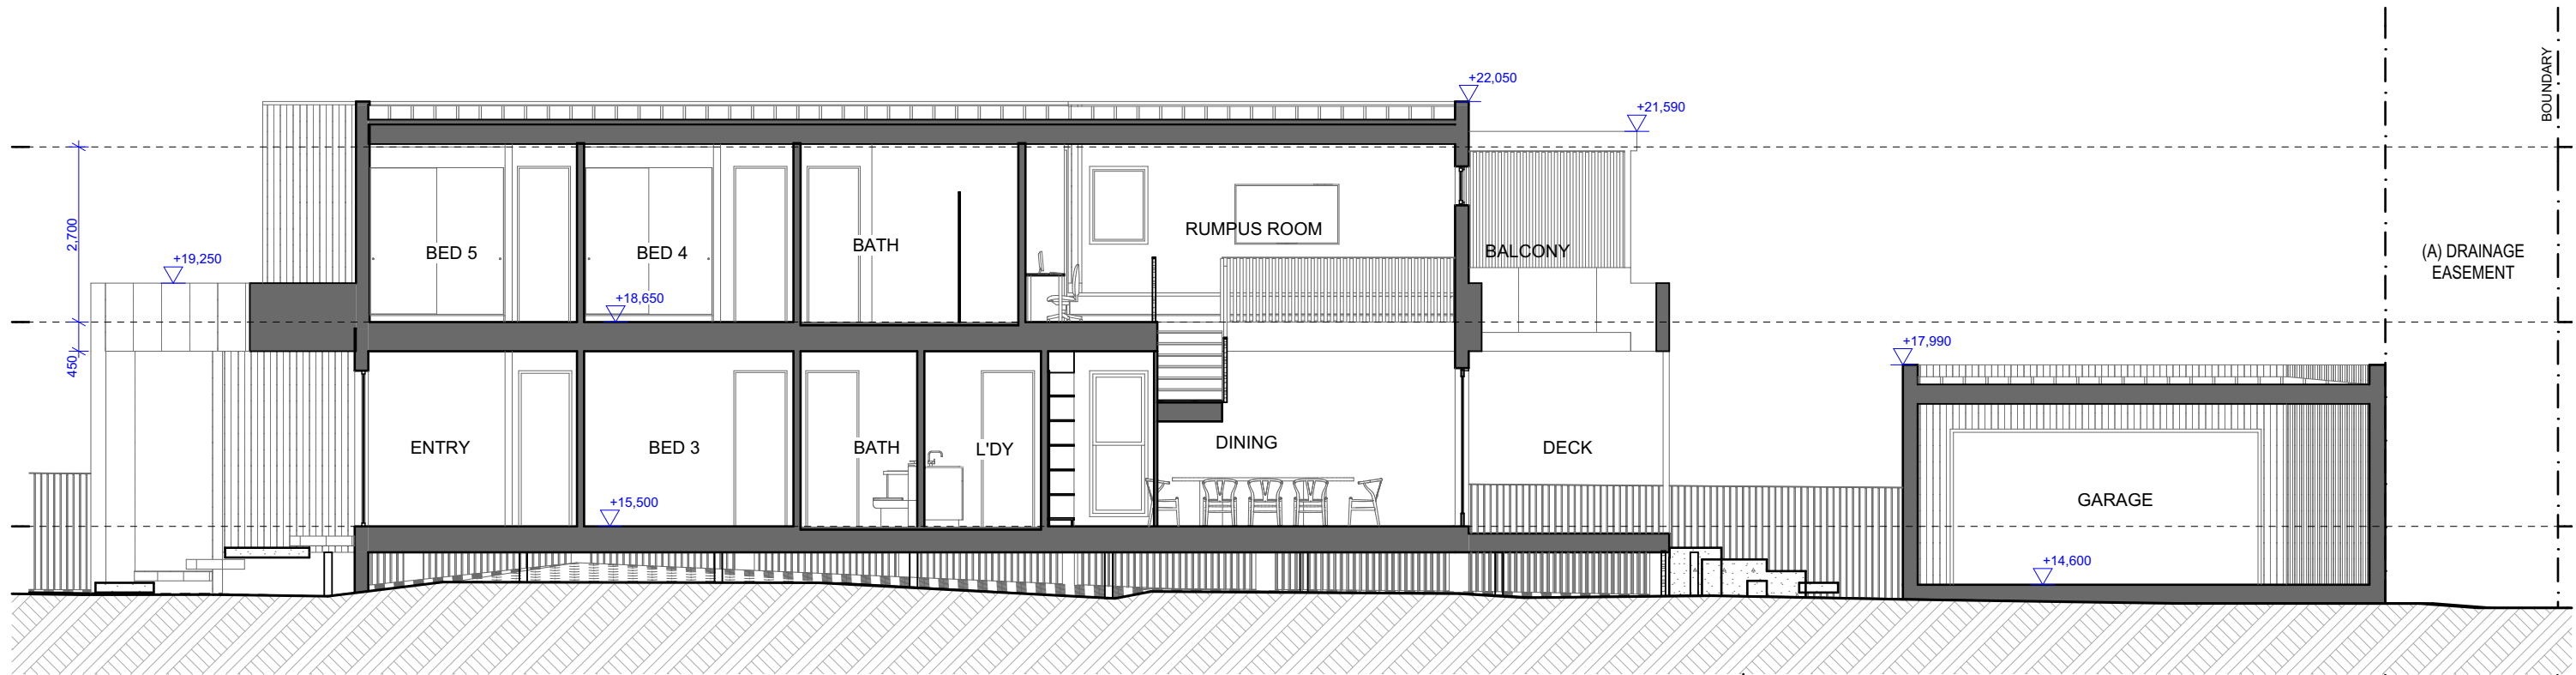 BOUNDARY
+22,050
+21,590
2,700
RUMPUS ROOM
BATH
BED 5
BED 4
BALCONY
(A) DRAINAGE
EASEMENT
+19,250
+18,650
+17,990
450
DINING
ENTRY
BED 3
BATH
L'DY
DECK
+15,500
GARAGE
+14,600